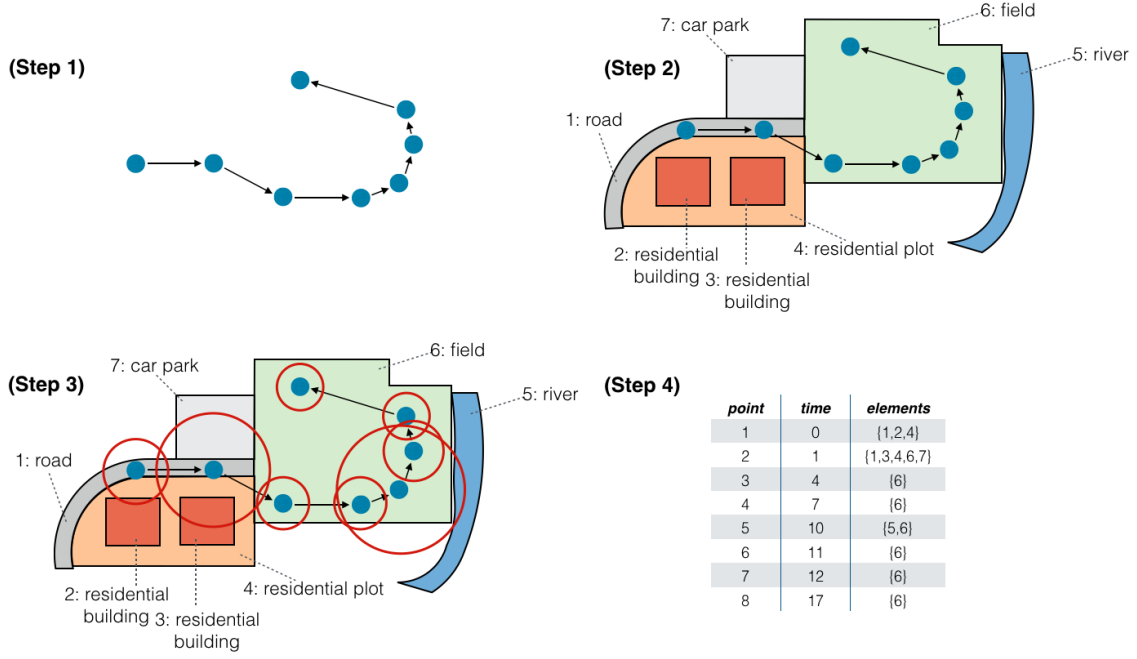 (Step 1)
(Step 2)
7: car park
6: field
5: river
1: road
2: residential
building
3: residential
building
4: residential plot
(Step 3)
7: car park
6: field
5: river
1: road
2: residential
building
3: residential
building
4: residential plot
(Step 4)
point time elements
1 0 {1,2,4}
2 1 {1,3,4,6,7}
3 4 {6}
4 7 {6}
5 10 {5,6}
6 11 {6}
7 12 {6}
8 17 {6}